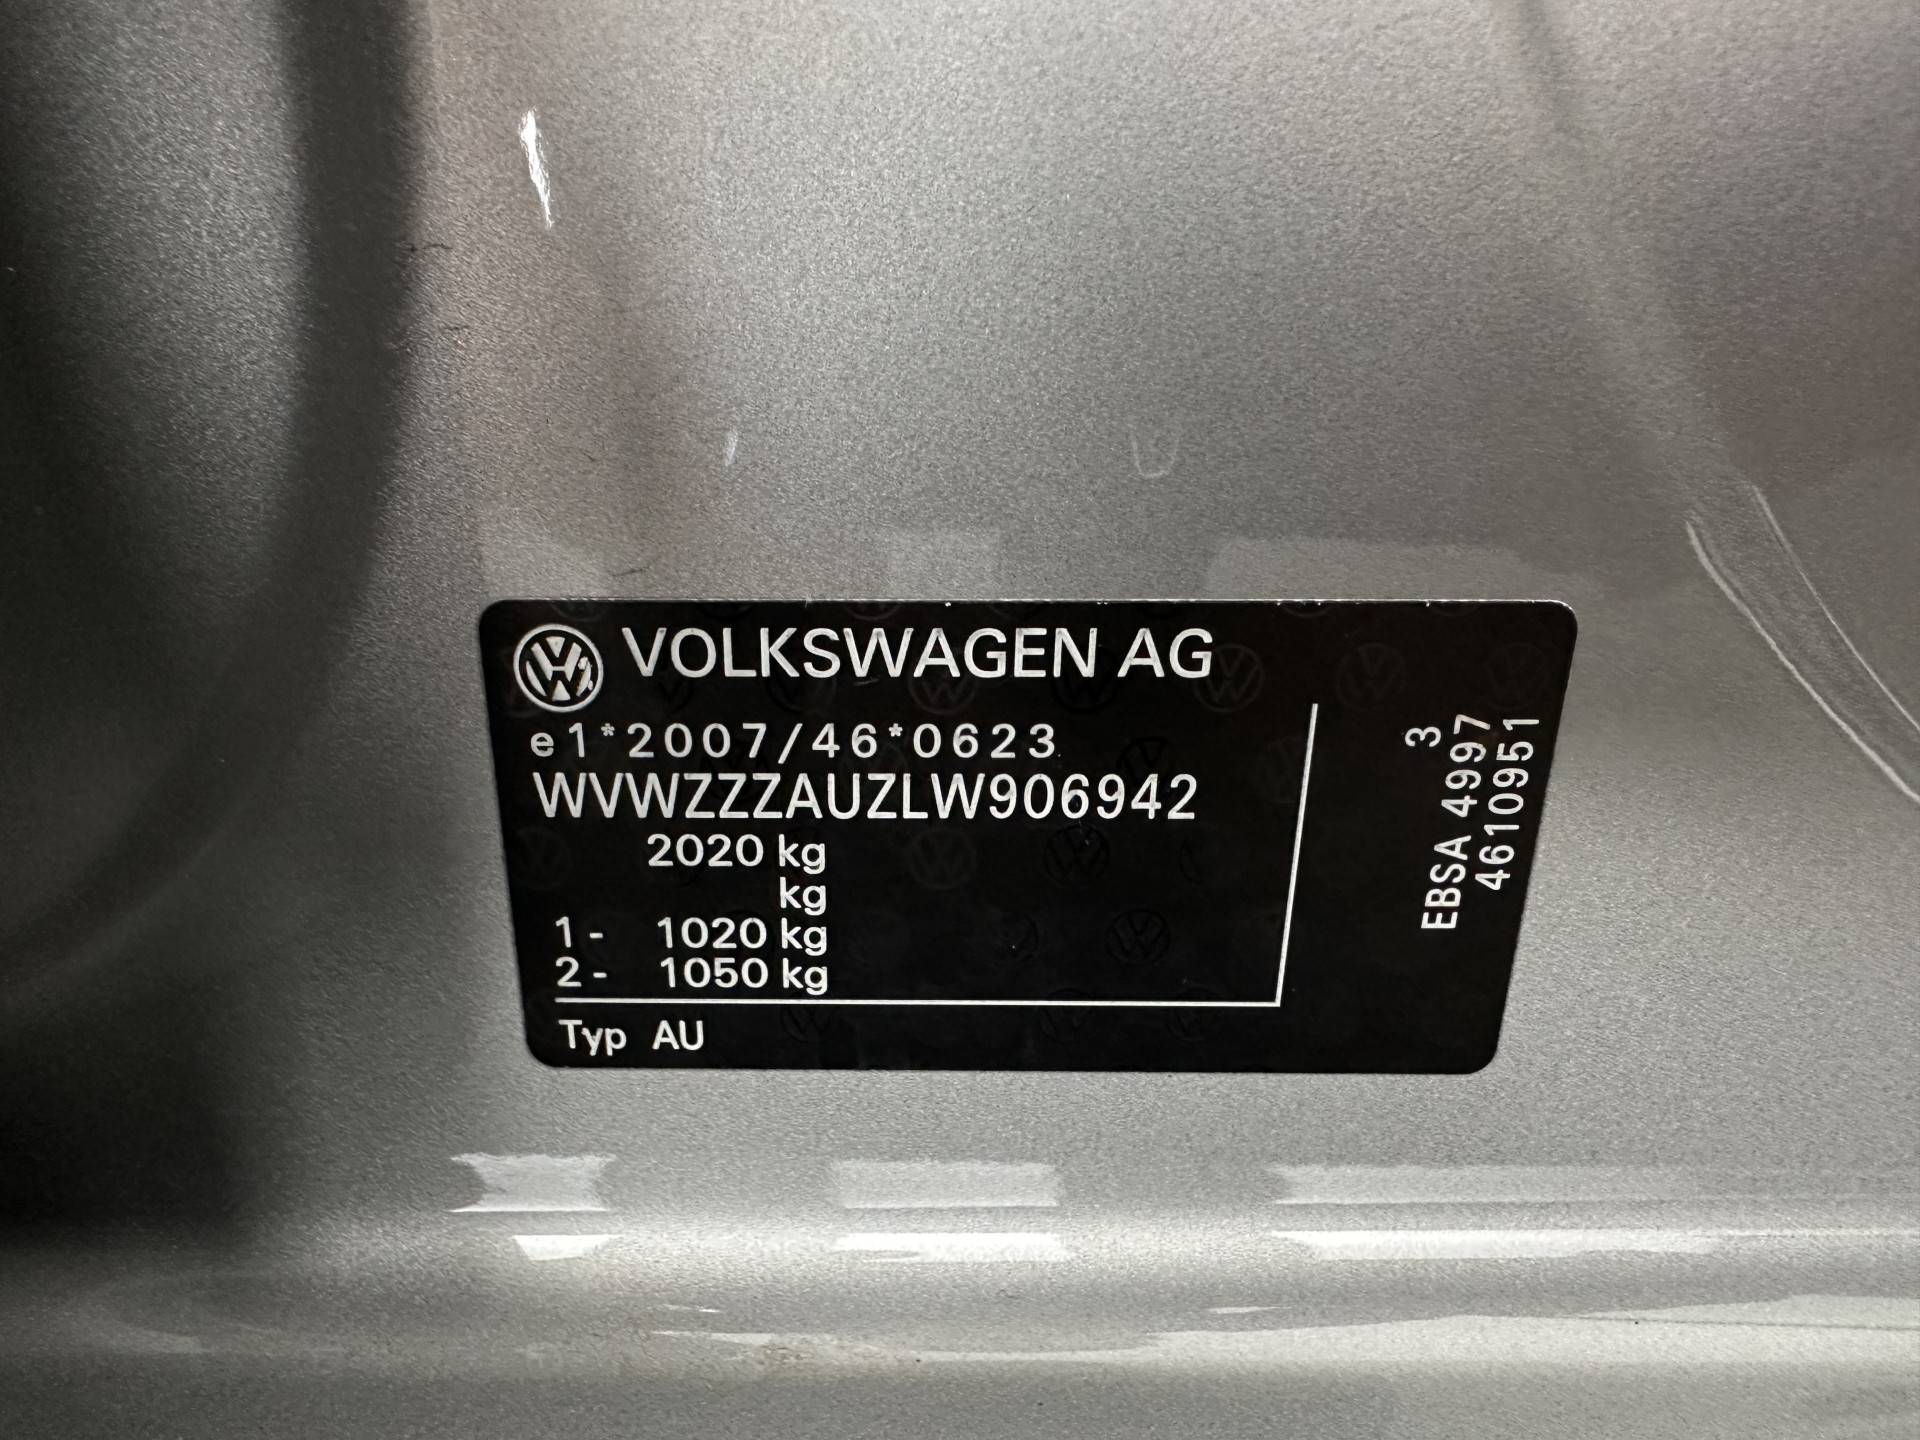 VOLKSWAGEN AG
e1*2007/46*0623
WVWZZZAUZLW906942
2020 kg
kg
1- 1020 kg
2- 1050 kg
Typ AU
3
EBSA 4997
4610951